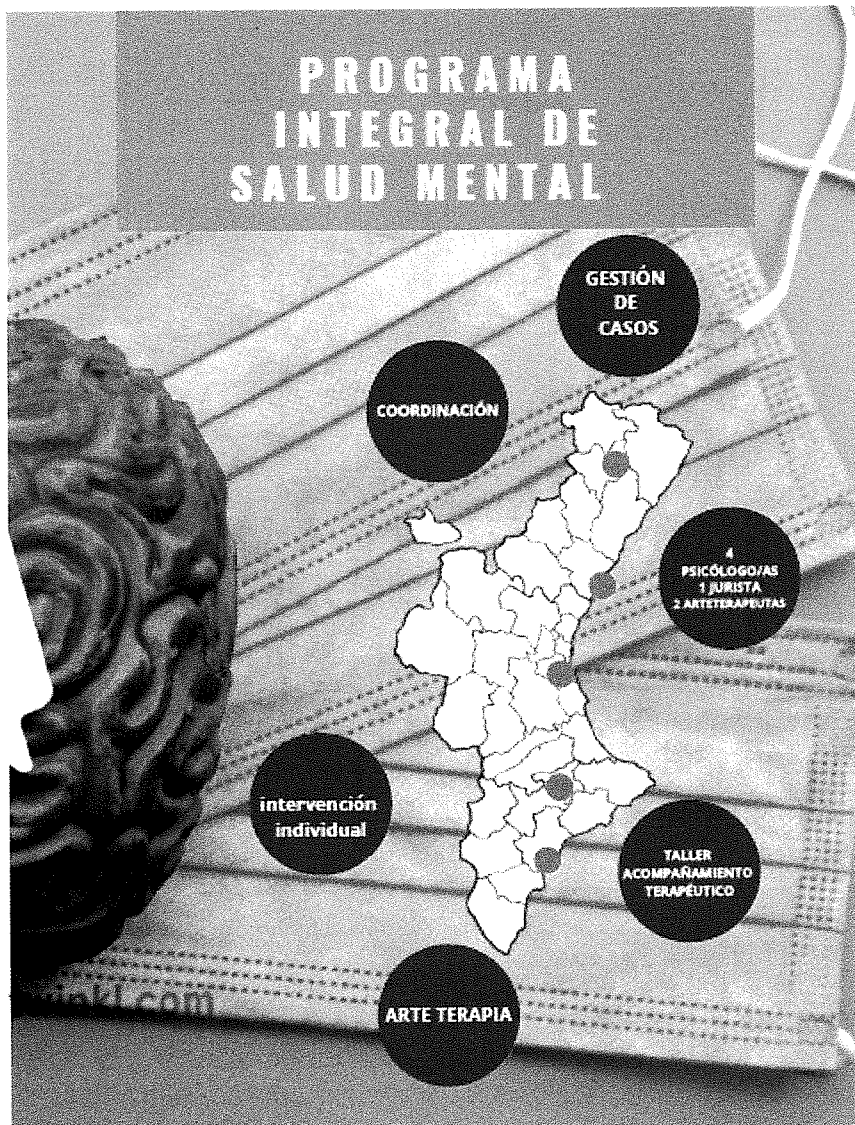 PROGRAMA
INTEGRAL DE
SALUD MENTAL
GESTIÓN
DE
CASOS
COORDINACIÓN
4
PSICÓLOGO/AS
1 JURISTA
2 ARTETERAPEUTAS
intervención
individual
TALLER
ACOMPAÑAMIENTO
TERAPÉUTICO
ARTE TERAPIA